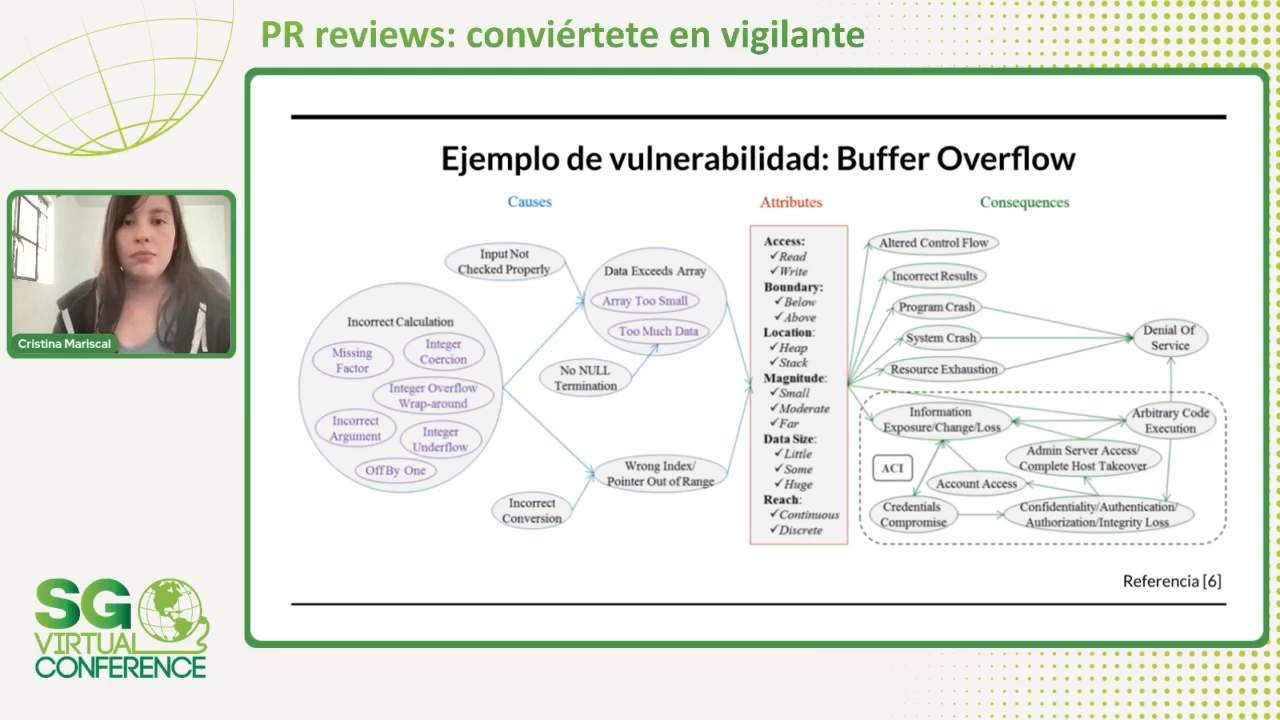 PR reviews: conviértete en vigilante
Ejemplo de vulnerabilidad: Buffer Overflow
Causes
Attributes
Consequences
Input Not
Checked Properly
Data Exceeds Array
Array Too Small
Too Much Data
No NULL
Termination
Incorrect Calculation
Missing
Factor
Integer
Coercion
Integer Overflow
Wrap-around
Incorrect
Argument
Integer
Underflow
Off By One
Wrong Index/
Pointer Out of Range
Incorrect
Conversion
Access:
✓Read
✓Write
Boundary:
✓Below
✓Above
Location:
✓Heap
✓Stack
Magnitude:
✓Small
✓Moderate
✓Far
Data Size:
✓Little
✓Some
✓Huge
Reach:
✓Continuous
✓Discrete
Altered Control Flow
Incorrect Results
Program Crash
System Crash
Resource Exhaustion
Denial Of
Service
Information
Exposure/Change/Loss
Arbitrary Code
Execution
Admin Server Access/
Complete Host Takeover
ACI
Account Access
Credentials
Compromise
Confidentiality/Authentication/
Authorization/Integrity Loss
Referencia [6]
Cristina Mariscal
SG
VIRTUAL
CONFERENCE